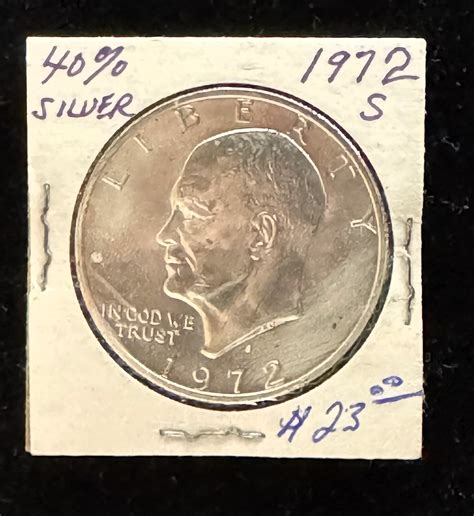 40% 1972
SILVER S
LIBERTY
IN GOD WE
TRUST
1972
$23.00